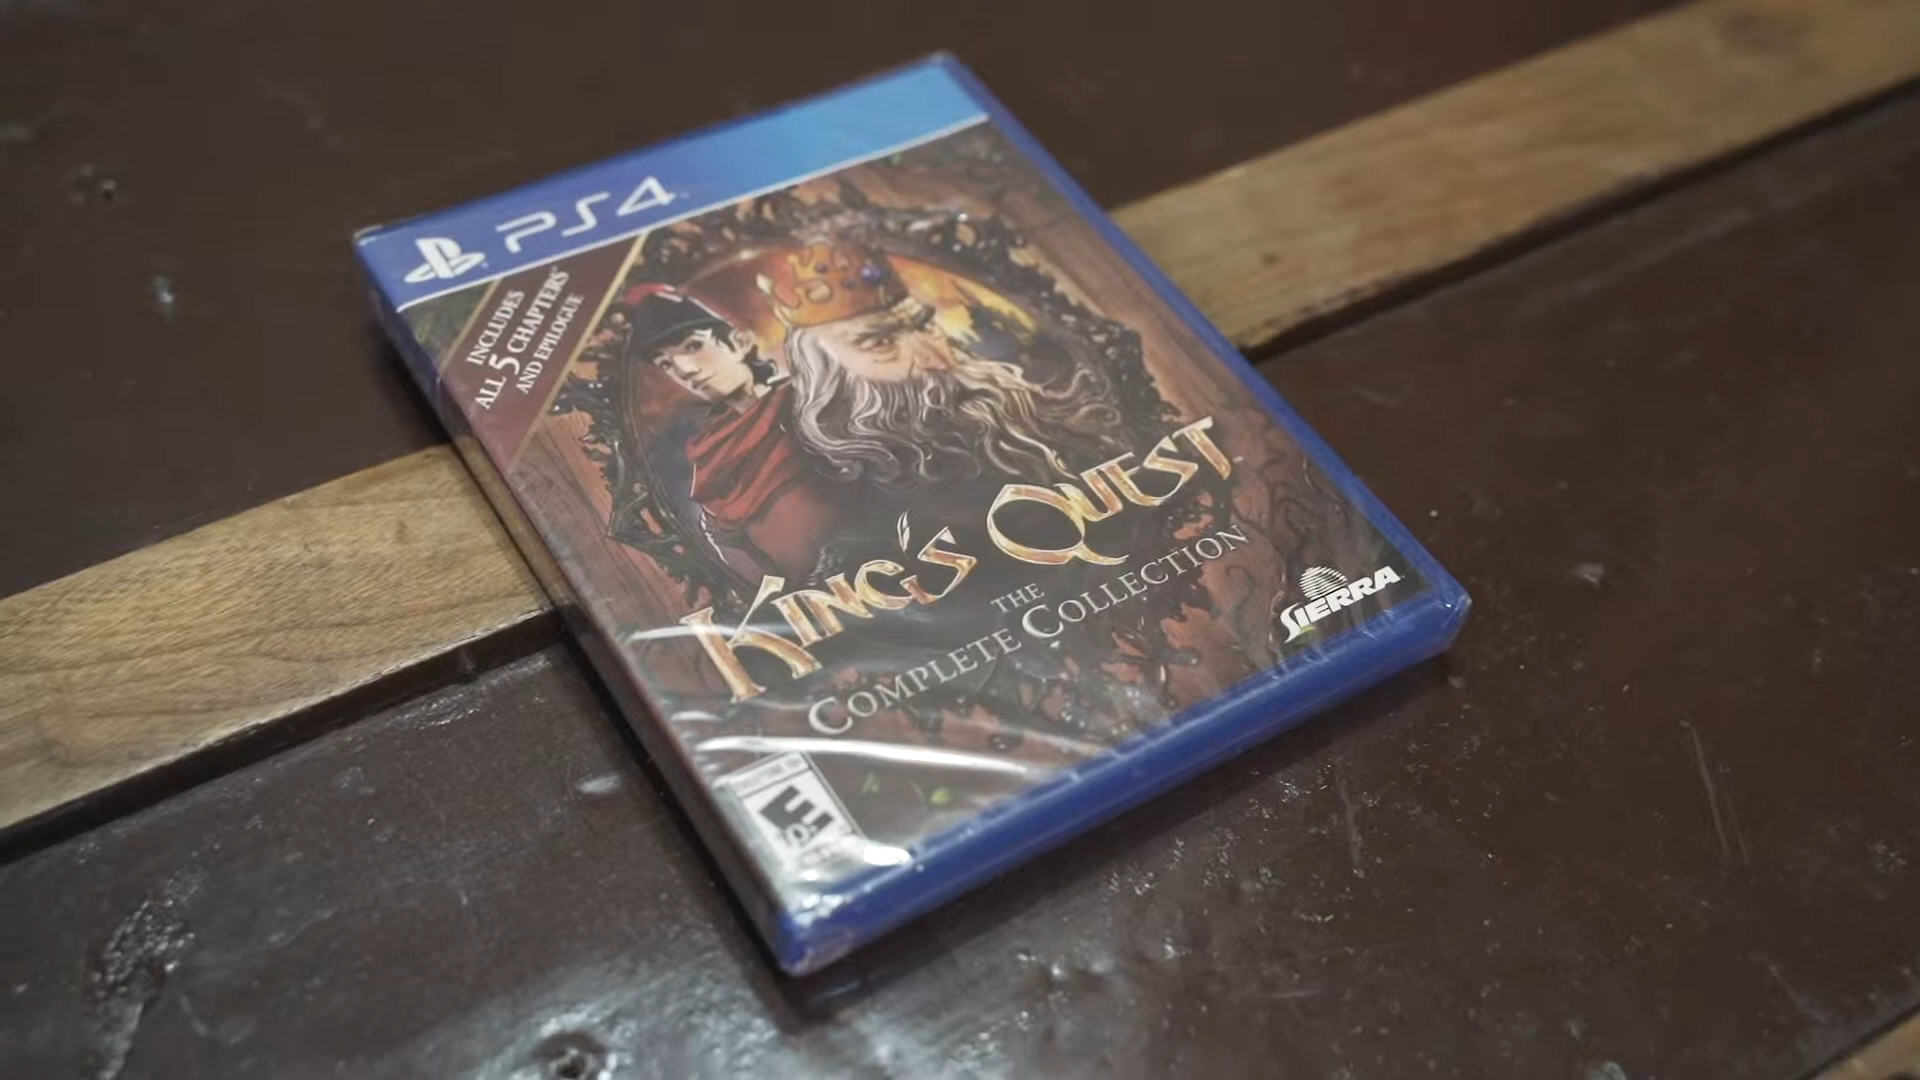 PS4
INCLUDES
ALL 5 CHAPTERS
AND EPILOGUE
KING'S QUEST
THE
COMPLETE COLLECTION
SIERRA
E